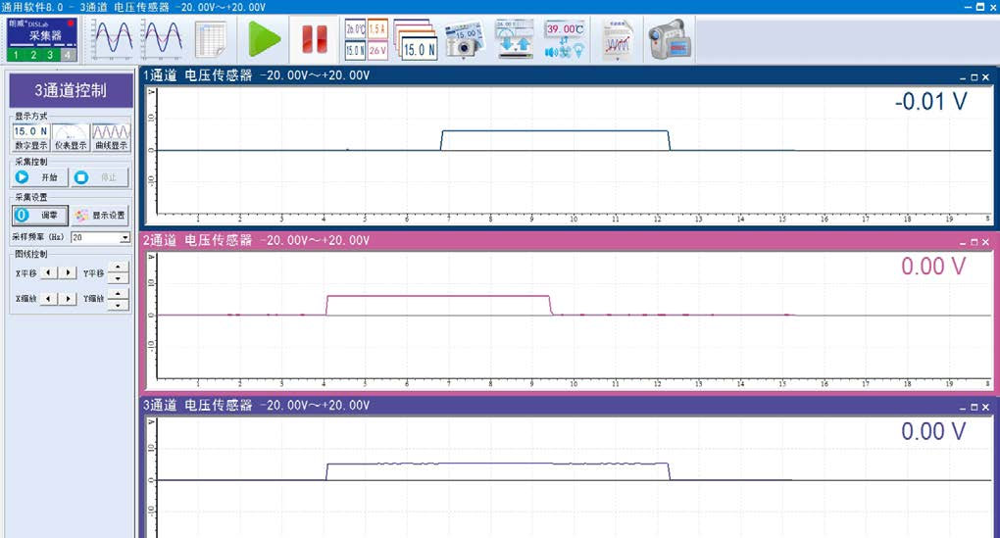 通用软件8.0 - 3通道 电压传感器 -20.00V～+20.00V
朗威®DISLab
采集器
1 2 3 4
26.0℃ 1.5 A
15.0 N 26 V
15.0 N
15.00 N
26.00 V
39.00℃
3通道控制
显示方式
15.0 N
数字显示 仪表显示 曲线显示
采集控制
开始 停止
采集设置
调零 显示设置
采样频率 (Hz) 20
图线控制
X平移 Y平移
X缩放 Y缩放
1通道 电压传感器 -20.00V～+20.00V
-0.01 V
V
10
0
-10
1 2 3 4 5 6 7 8 9 10 11 12 13 14 15 16 17 18 19 s
2通道 电压传感器 -20.00V～+20.00V
0.00 V
V
10
0
-10
1 2 3 4 5 6 7 8 9 10 11 12 13 14 15 16 17 18 19 s
3通道 电压传感器 -20.00V～+20.00V
0.00 V
V
10
0
-10